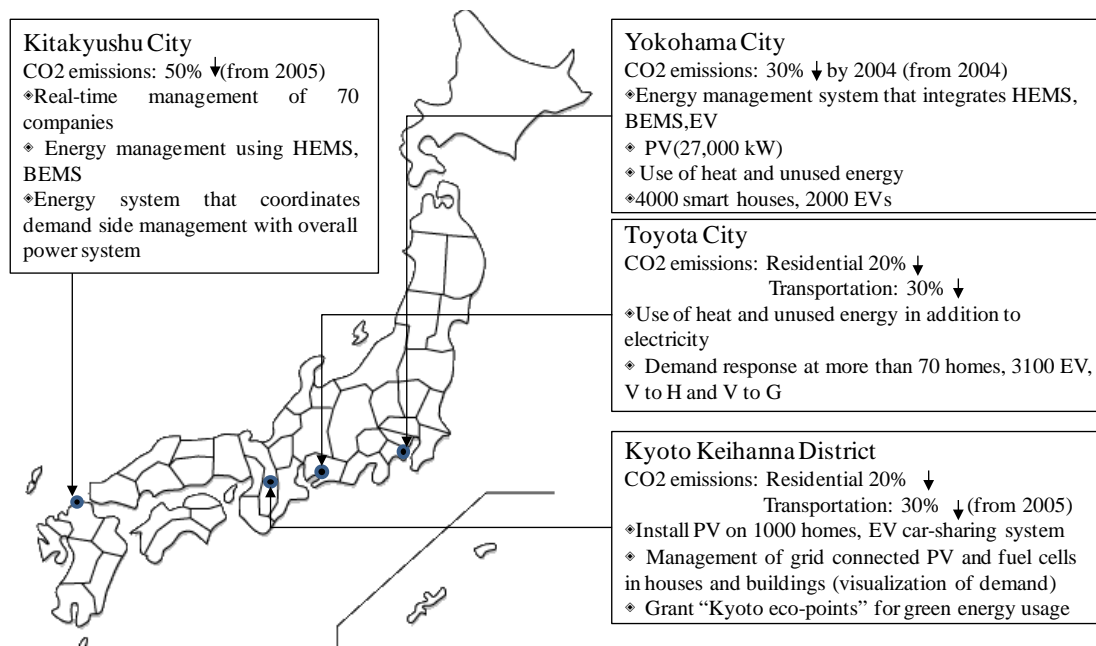 Kitakyushu City
CO2 emissions: 50% ↓(from 2005)
◈Real-time management of 70
companies
◈ Energy management using HEMS,
BEMS
◈Energy system that coordinates
demand side management with overall
power system
Yokohama City
CO2 emissions: 30% ↓ by 2004 (from 2004)
◈Energy management system that integrates HEMS,
BEMS,EV
◈ PV(27,000 kW)
◈ Use of heat and unused energy
◈4000 smart houses, 2000 EVs
Toyota City
CO2 emissions: Residential 20% ↓
Transportation: 30% ↓
◈Use of heat and unused energy in addition to
electricity
◈ Demand response at more than 70 homes, 3100 EV,
V to H and V to G
Kyoto Keihanna District
CO2 emissions: Residential 20% ↓
Transportation: 30% ↓(from 2005)
◈Install PV on 1000 homes, EV car-sharing system
◈ Management of grid connected PV and fuel cells
in houses and buildings (visualization of demand)
◈ Grant “Kyoto eco-points” for green energy usage